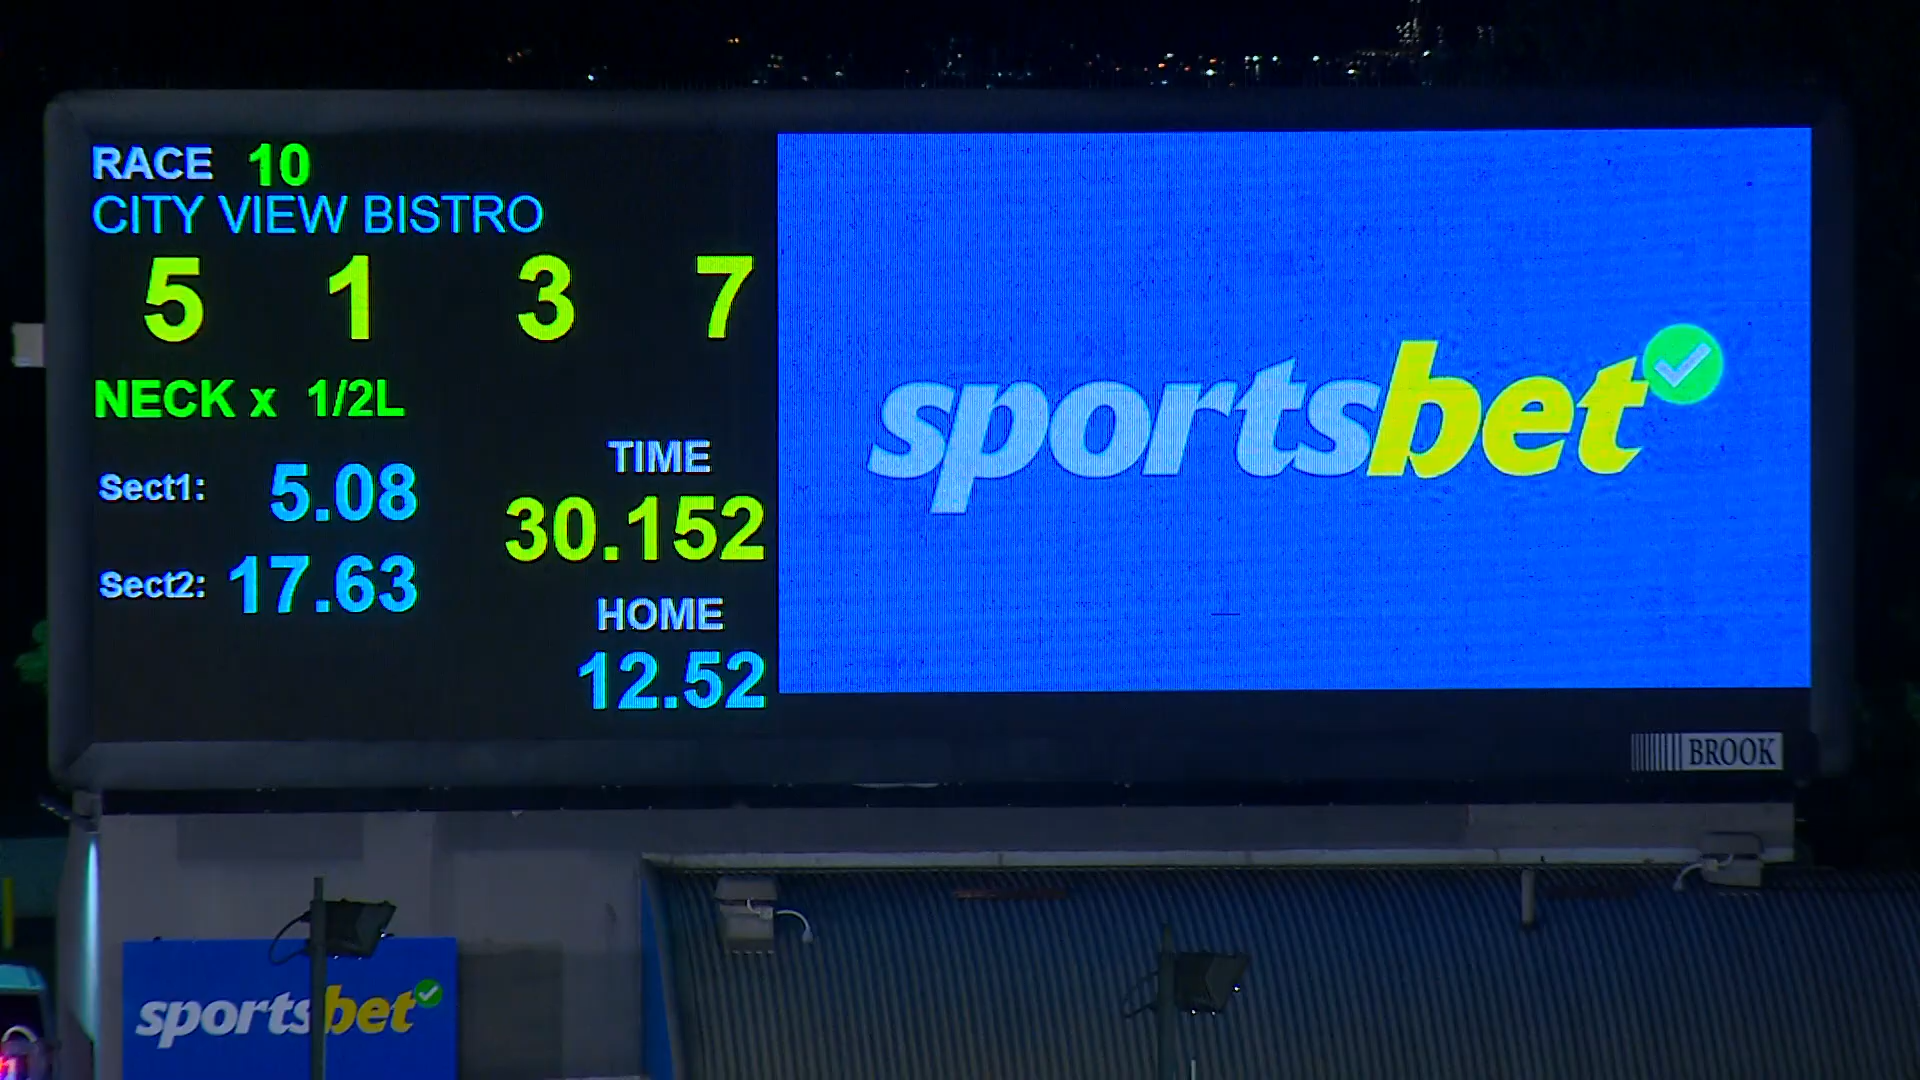 RACE 10
CITY VIEW BISTRO
5 1 3 7
NECK x 1/2L
Sect1: 5.08
Sect2: 17.63
TIME
30.152
HOME
12.52
sportsbet
BROOK
sportsbet